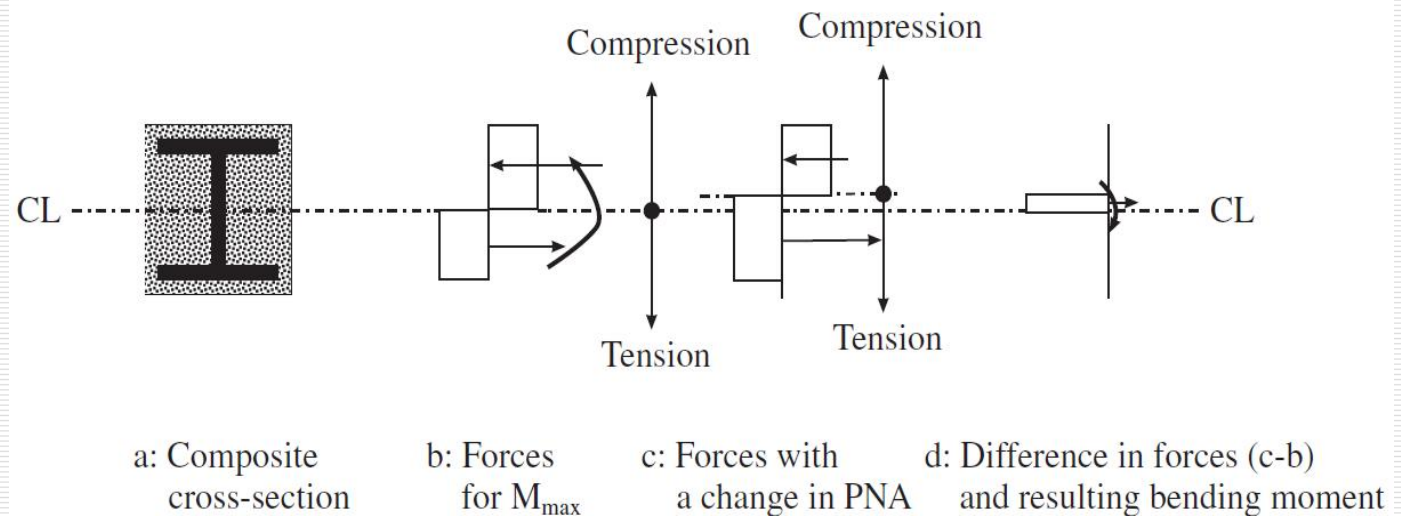 Compression
Compression
CL
CL
Tension
Tension
a: Composite
cross-section
b: Forces
for Mmax
c: Forces with
a change in PNA
d: Difference in forces (c-b)
and resulting bending moment